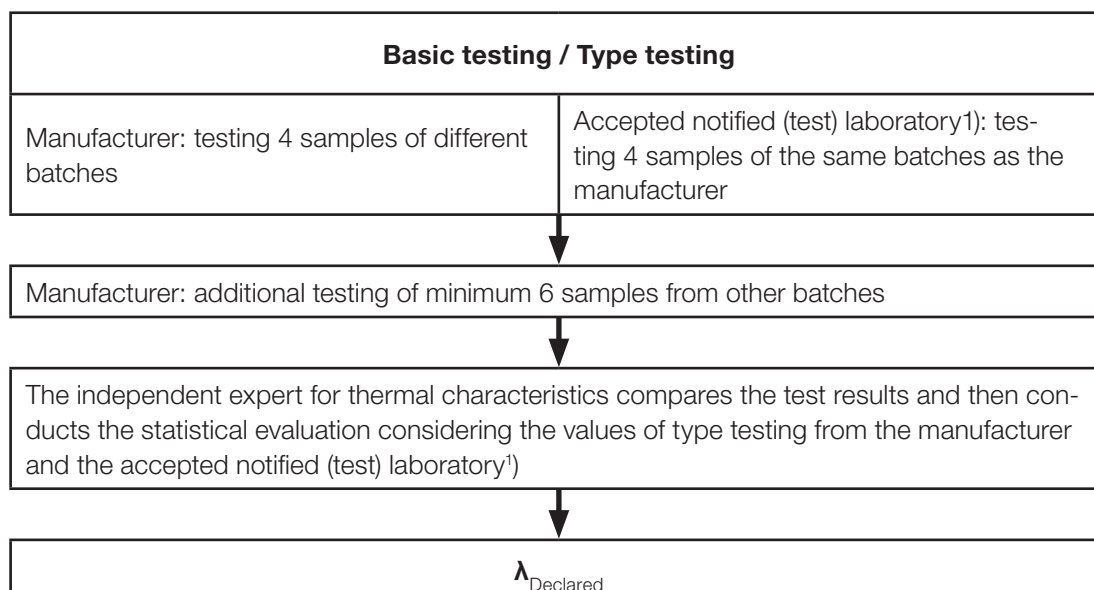 Basic testing / Type testing
Manufacturer: testing 4 samples of different
batches
Accepted notified (test) laboratory1): tes-
ting 4 samples of the same batches as the
manufacturer
Manufacturer: additional testing of minimum 6 samples from other batches
The independent expert for thermal characteristics compares the test results and then con-
ducts the statistical evaluation considering the values of type testing from the manufacturer
and the accepted notified (test) laboratory¹)
λDeclared